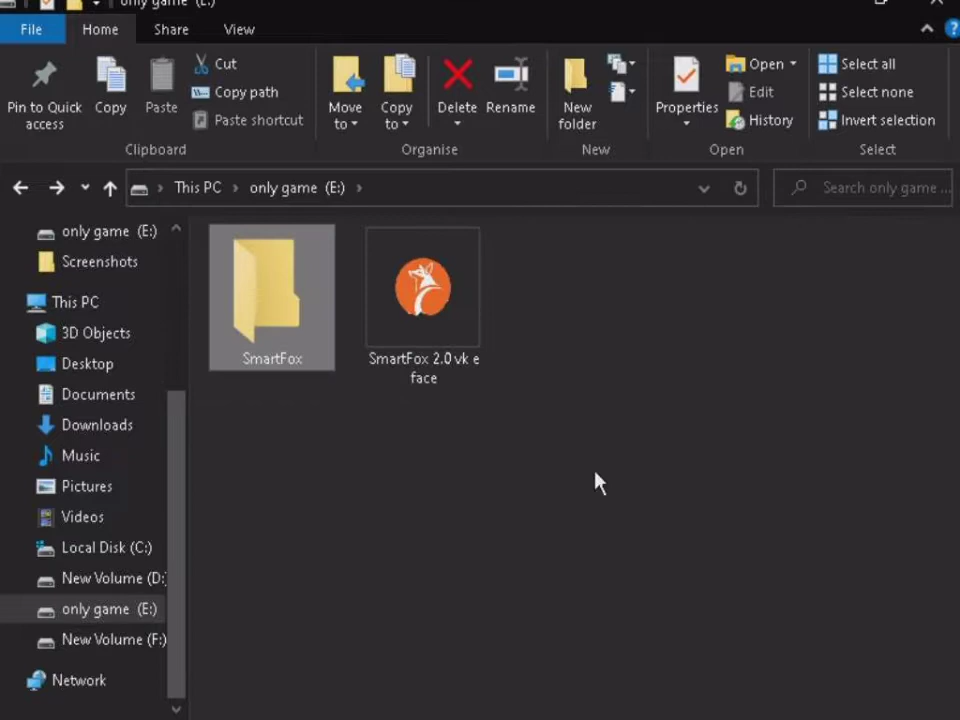 only game (E:)
File Home Share View
Pin to Quick access
Copy
Paste
Cut
Copy path
Paste shortcut
Clipboard
Move to
Copy to
Delete
Rename
Organise
New folder
New
Properties
Open
Edit
History
Open
Select all
Select none
Invert selection
Select
This PC
only game (E:)
Search only game ...
only game (E:)
Screenshots
This PC
3D Objects
Desktop
Documents
Downloads
Music
Pictures
Videos
Local Disk (C:)
New Volume (D:)
only game (E:)
New Volume (F:)
Network
SmartFox
SmartFox 2.0 vk e
face